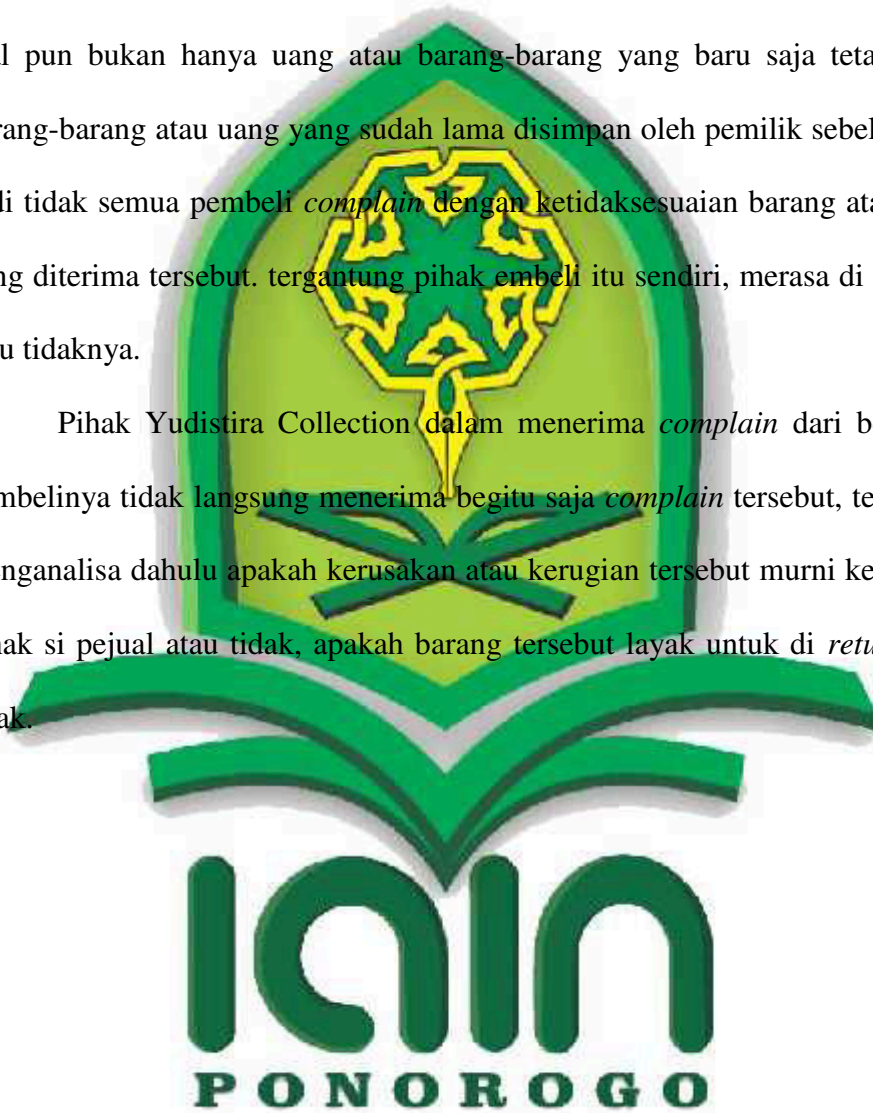 l pun bukan hanya uang atau barang-barang yang baru saja teta
rang-barang atau uang yang sudah lama disimpan oleh pemilik sebel
di tidak semua pembeli complain dengan ketidaksesuaian barang ata
ng diterima tersebut. tergantung pihak embeli itu sendiri, merasa di
u tidaknya.
Pihak Yudistira Collection dalam menerima complain dari b
mbelinya tidak langsung menerima begitu saja complain tersebut, te
enganalisa dahulu apakah kerusakan atau kerugian tersebut murni ke
hak si pejual atau tidak, apakah barang tersebut layak untuk di retu
ak.
IAIN
PONOROGO